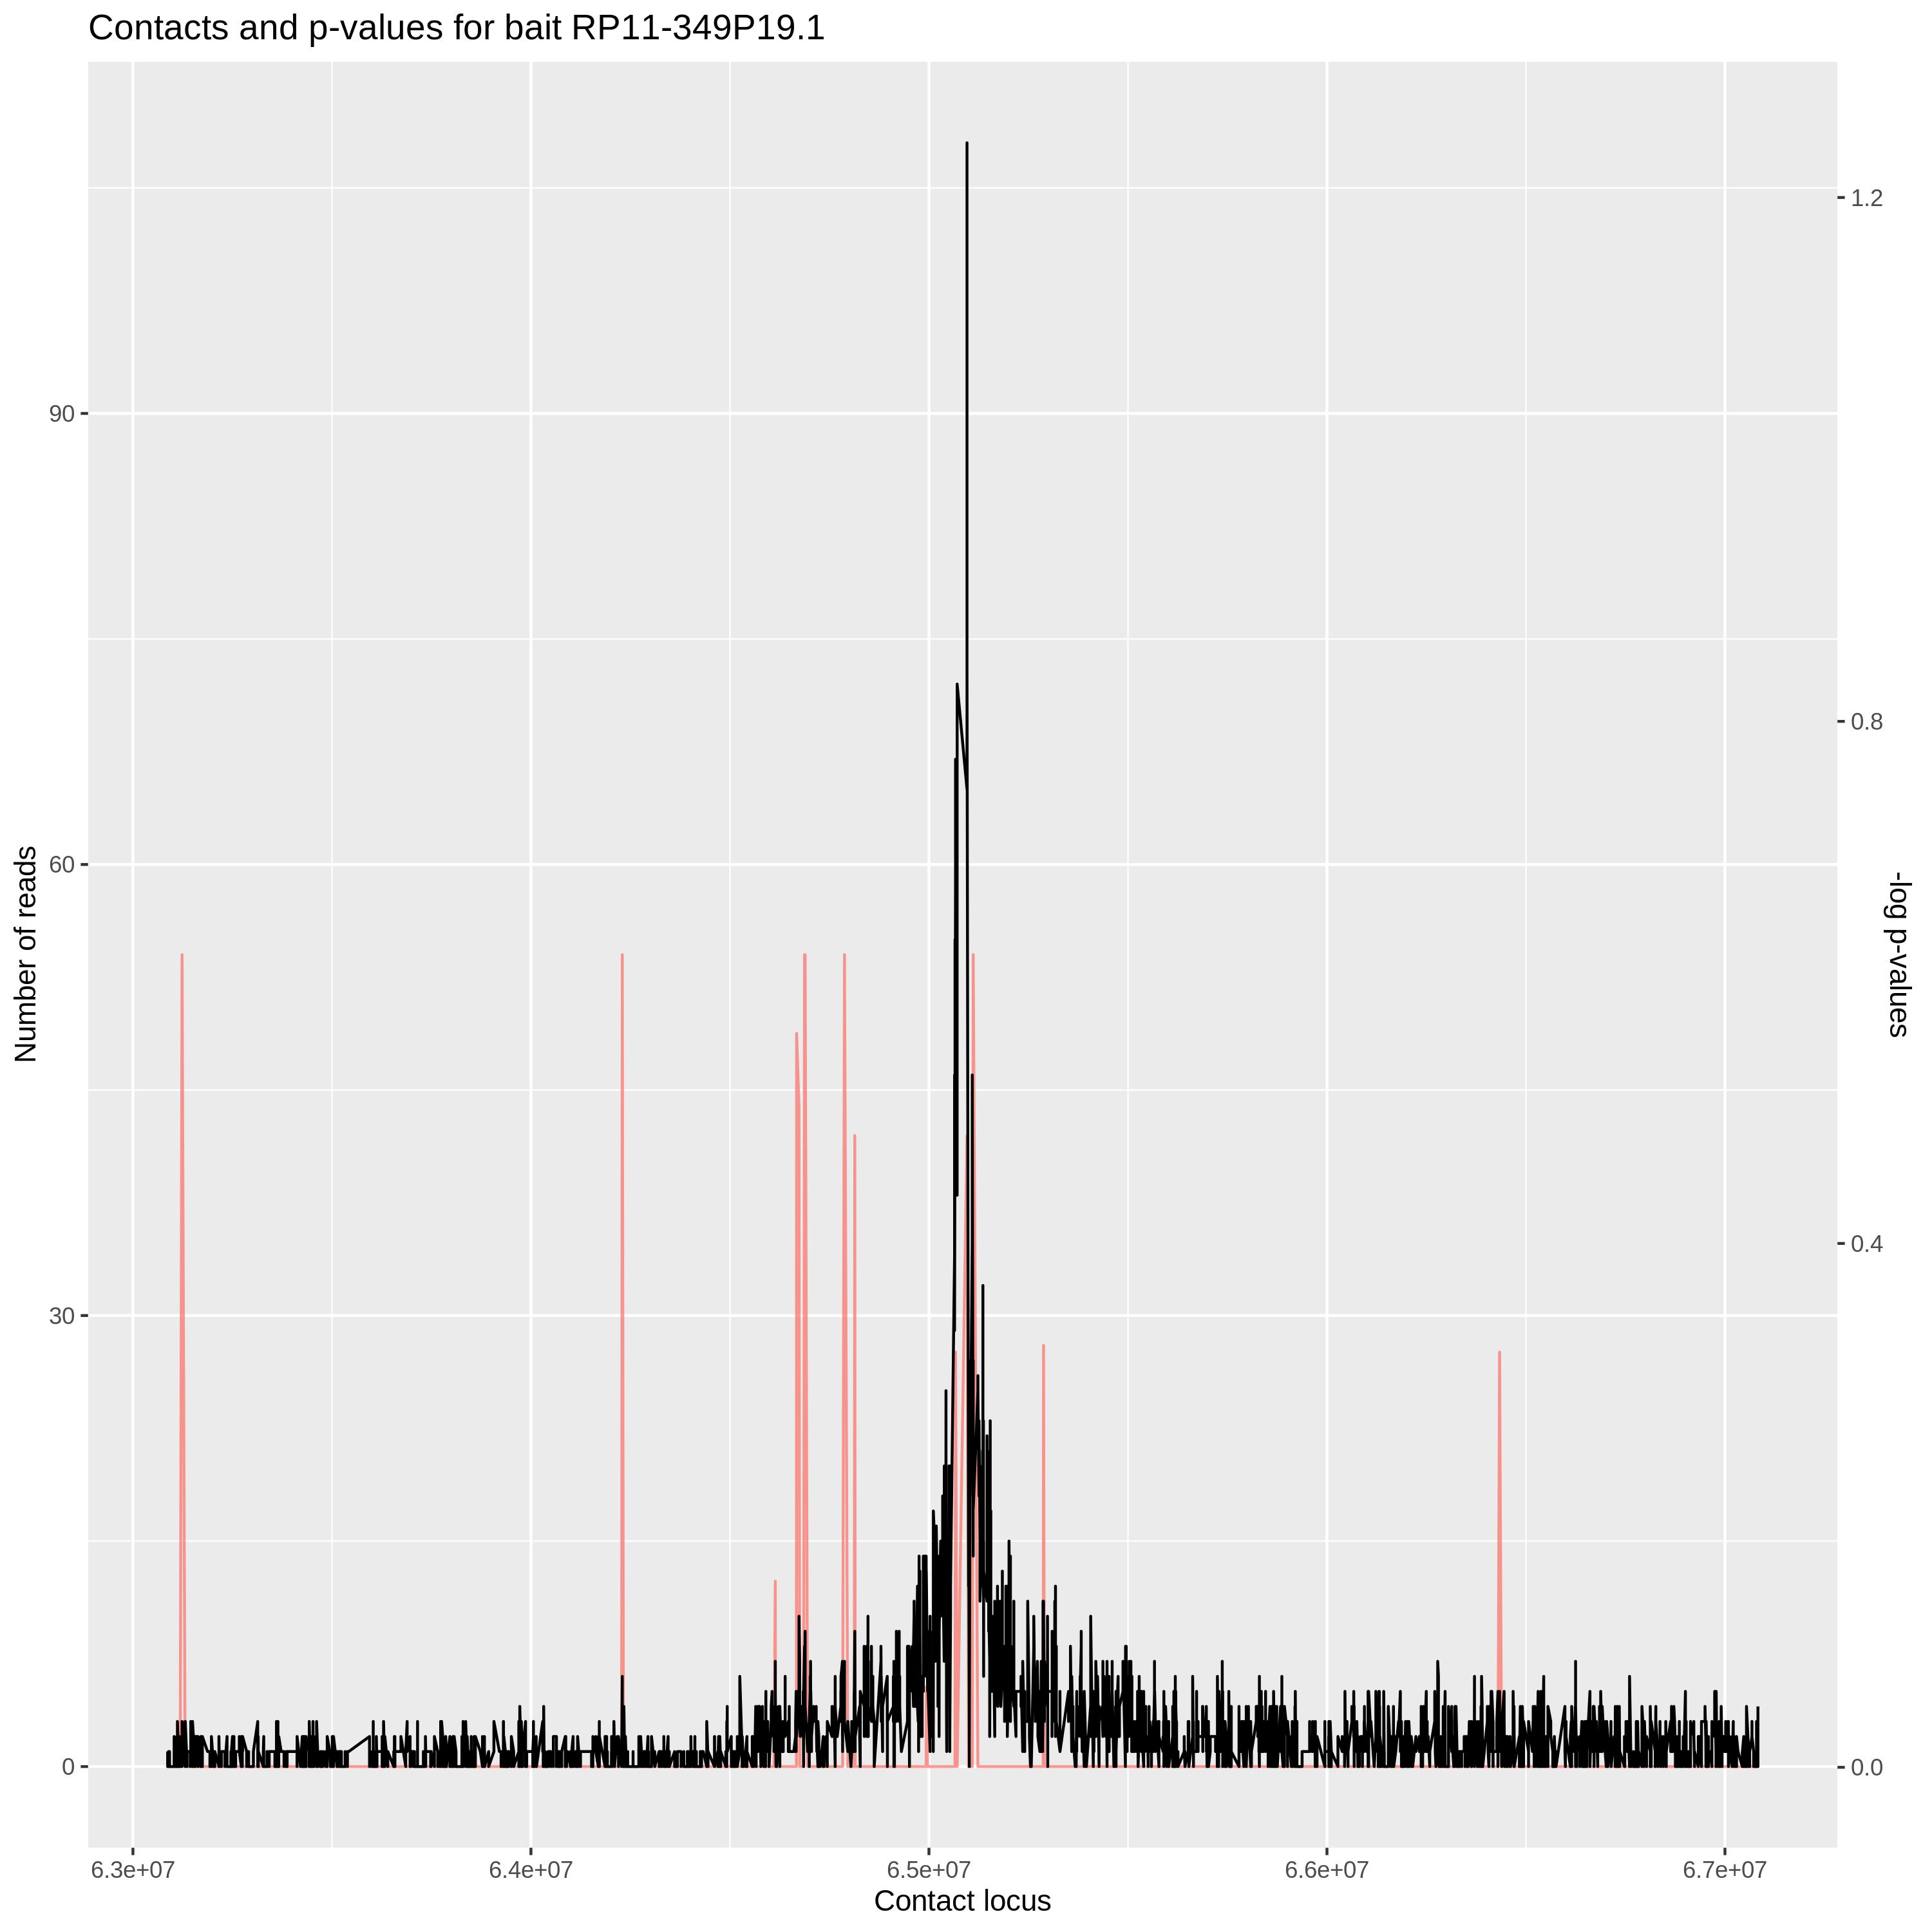 Contacts and p-values for bait RP11-349P19.1
Number of reads
90
60
30
0
1.2
0.8
0.4
0.0
-log p-values
6.3e+07
6.4e+07
6.5e+07
6.6e+07
6.7e+07
Contact locus